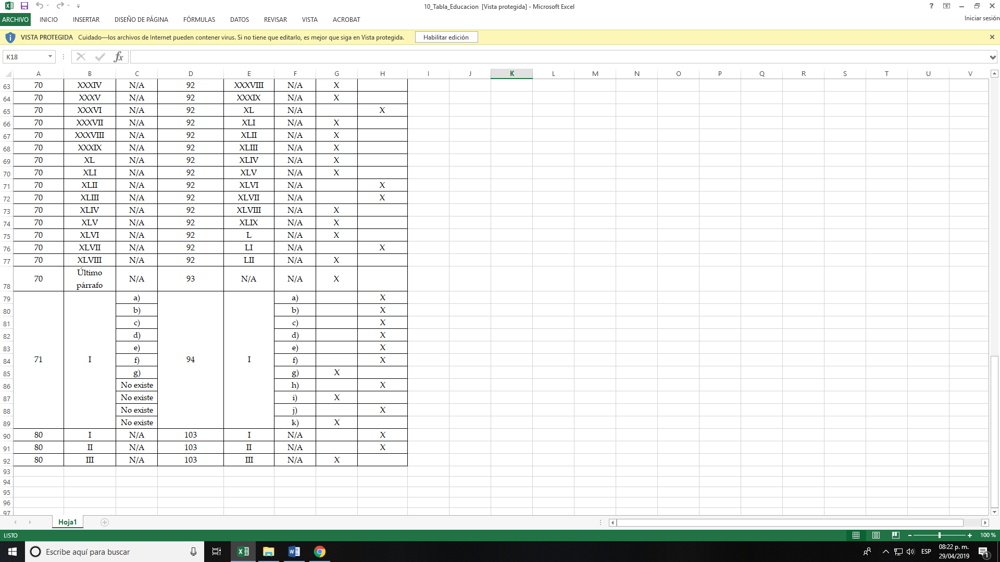 10_Tabla_Educacion [Vista protegida] - Microsoft Excel
ARCHIVO INICIO INSERTAR DISEÑO DE PÁGINA FÓRMULAS DATOS REVISAR VISTA ACROBAT Iniciar sesión
VISTA PROTEGIDA Cuidado—los archivos de Internet pueden contener virus. Si no tiene que editarlo, es mejor que siga en Vista protegida. Habilitar edición
K18 fx
A B C D E F G H I J K L M N O P Q R S T U V
63 70 XXXIV N/A 92 XXXVIII N/A X
64 70 XXXV N/A 92 XXXIX N/A X
65 70 XXXVI N/A 92 XL N/A X
66 70 XXXVII N/A 92 XLI N/A X
67 70 XXXVIII N/A 92 XLII N/A X
68 70 XXXIX N/A 92 XLIII N/A X
69 70 XL N/A 92 XLIV N/A X
70 70 XLI N/A 92 XLV N/A X
71 70 XLII N/A 92 XLVI N/A X
72 70 XLIII N/A 92 XLVII N/A X
73 70 XLIV N/A 92 XLVIII N/A X
74 70 XLV N/A 92 XLIX N/A X
75 70 XLVI N/A 92 L N/A X
76 70 XLVII N/A 92 LI N/A X
77 70 XLVIII N/A 92 LII N/A X
78 70 Último párrafo N/A 93 N/A N/A X
79 a) a) X
80 b) b) X
81 c) c) X
82 d) d) X
83 e) e) X
84 71 I f) 94 I f) X
85 g) g) X
86 No existe h) X
87 No existe i) X
88 No existe j) X
89 No existe k) X
90 80 I N/A 103 I N/A X
91 80 II N/A 103 II N/A X
92 80 III N/A 103 III N/A X
93
94
95
96
97
Hoja1
LISTO 100 %
Escribe aquí para buscar
ESP
08:22 p. m.
29/04/2019
1